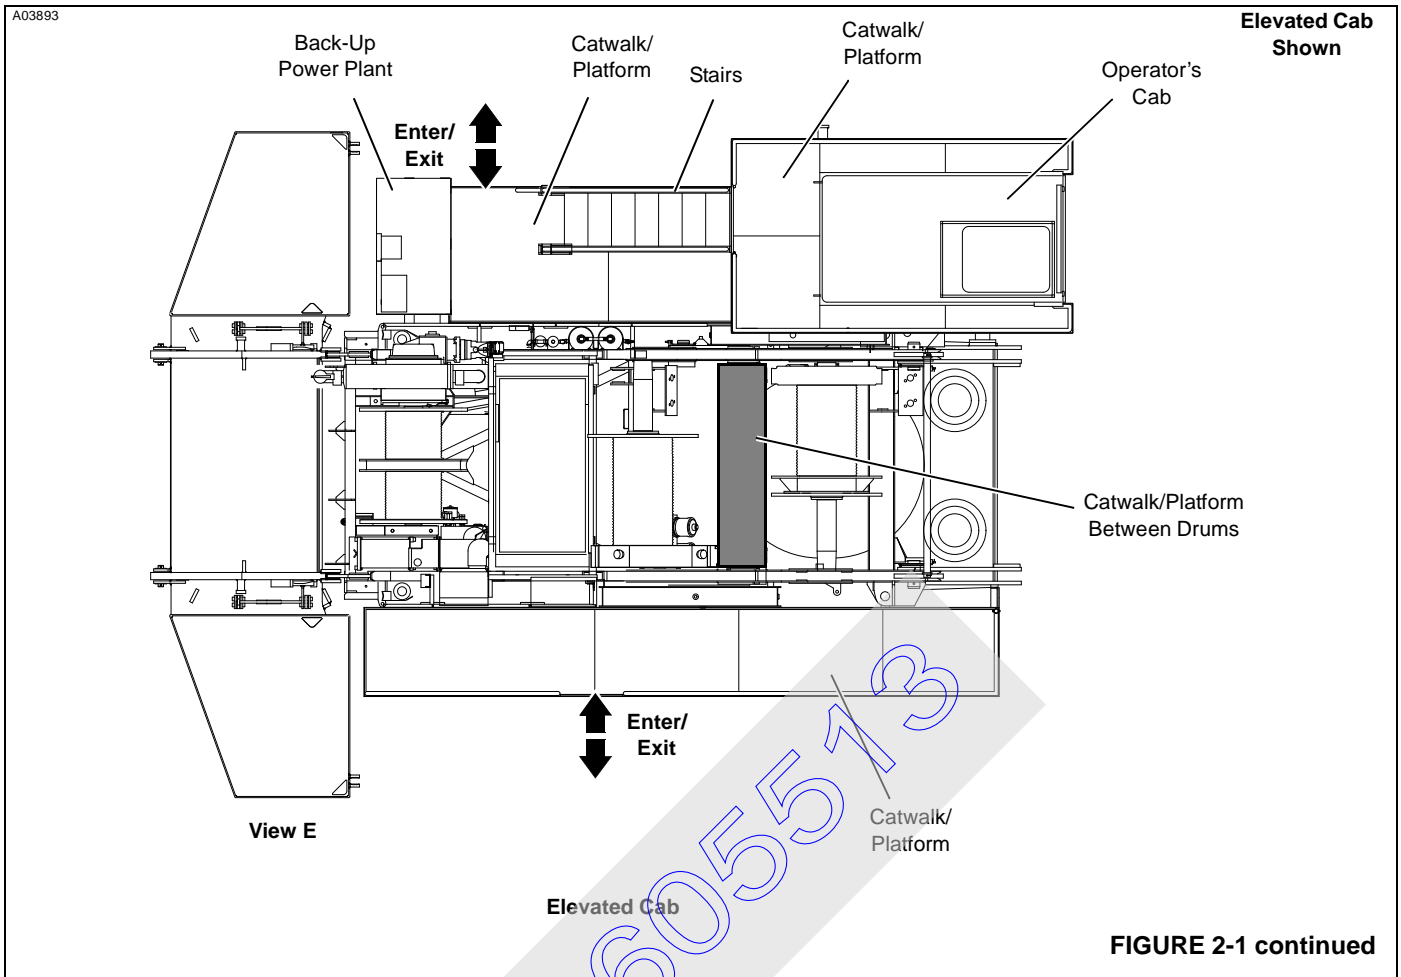 A03893
Elevated Cab
Shown
Back-Up
Power Plant
Catwalk/
Platform
Stairs
Catwalk/
Platform
Operator's
Cab
Enter/
Exit
Catwalk/Platform
Between Drums
Enter/
Exit
Catwalk/
Platform
View E
Elevated Cab
605513
FIGURE 2-1 continued